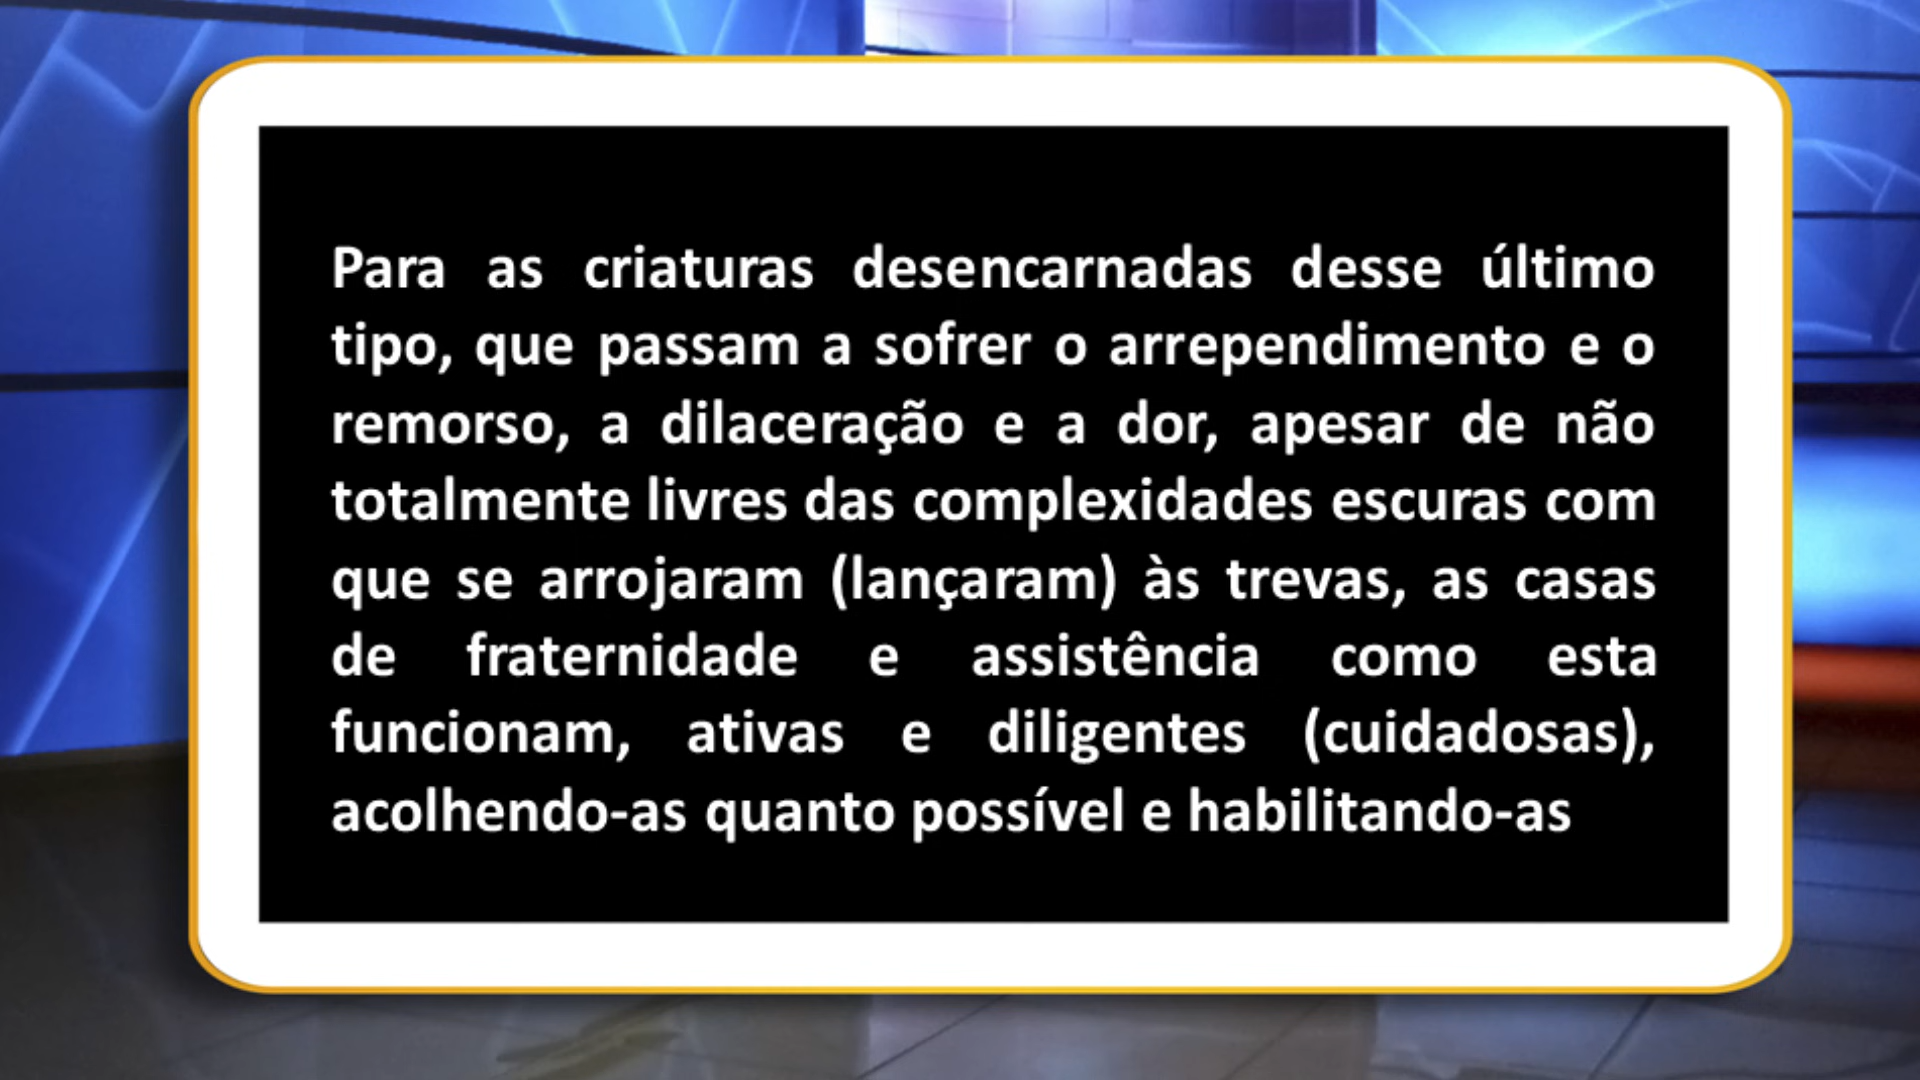 Para as criaturas desencarnadas desse último
tipo, que passam a sofrer o arrependimento e o
remorso, a dilaceração e a dor, apesar de não
totalmente livres das complexidades escuras com
que se arrojaram (lançaram) às trevas, as casas
de fraternidade e assistência como esta
funcionam, ativas e diligentes (cuidadosas),
acolhendo-as quanto possível e habilitando-as